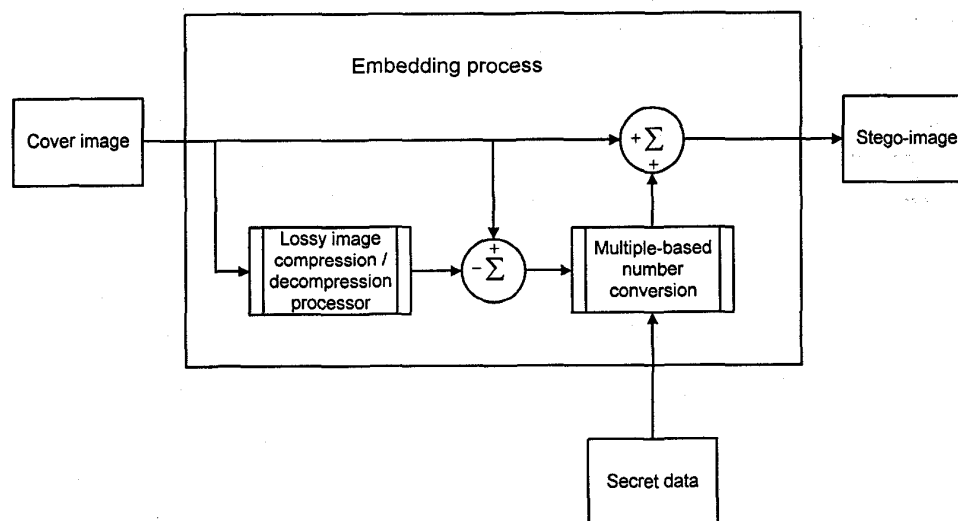 Embedding process
Cover image
+ Σ
+
Stego-image
Lossy image
compression /
decompression
processor
+
- Σ
Multiple-based
number
conversion
Secret data